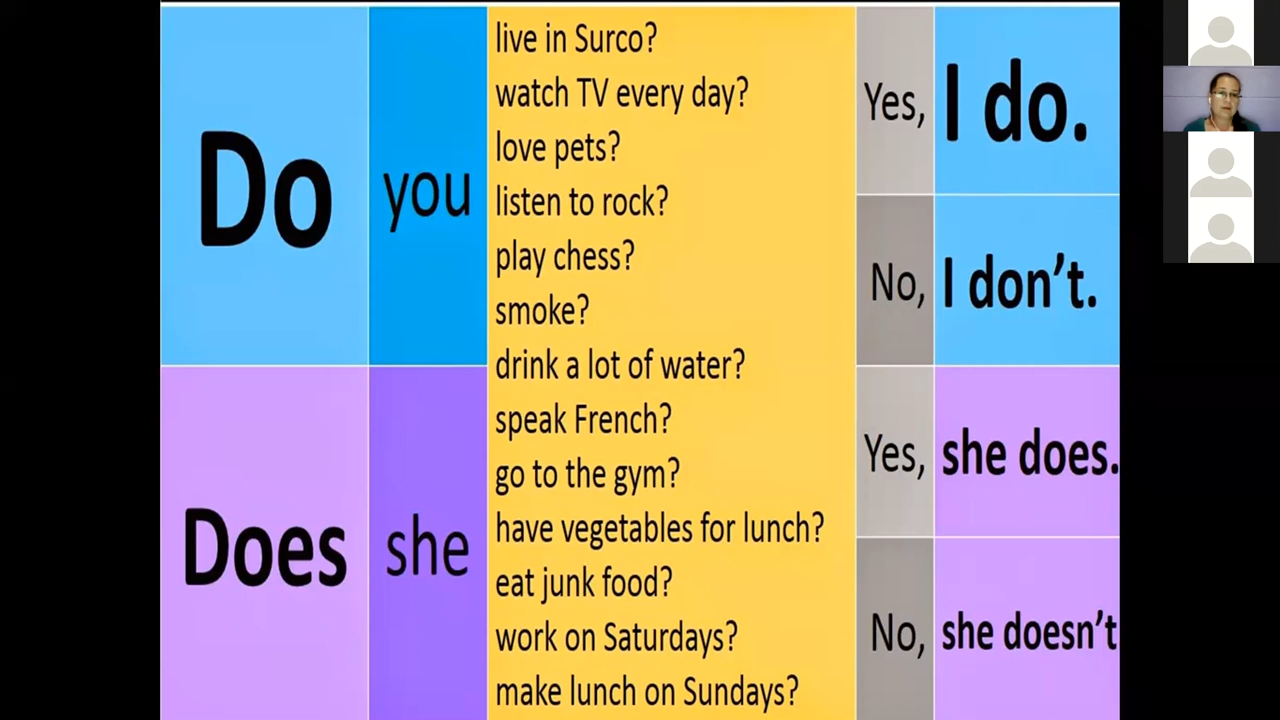 Do
you
live in Surco?
watch TV every day?
love pets?
listen to rock?
play chess?
smoke?
drink a lot of water?
speak French?
go to the gym?
have vegetables for lunch?
eat junk food?
work on Saturdays?
make lunch on Sundays?
Yes, I do.
No, I don't.
Does
she
Yes, she does.
No, she doesn't